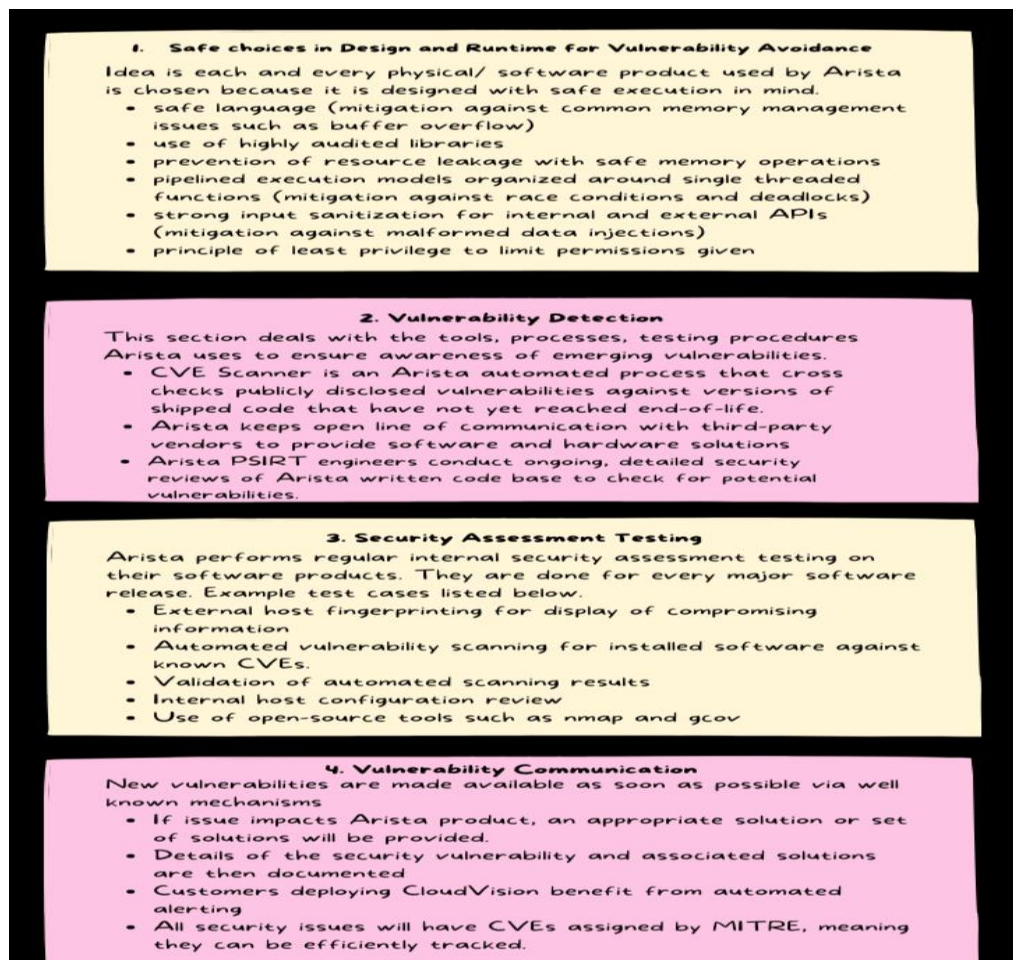 1. Safe choices in Design and Runtime for Vulnerability Avoidance
Idea is each and every physical/ software product used by Arista
is chosen because it is designed with safe execution in mind.
• safe language (mitigation against common memory management
issues such as buffer overflow)
• use of highly audited libraries
• prevention of resource leakage with safe memory operations
• pipelined execution models organized around single threaded
functions (mitigation against race conditions and deadlocks)
• strong input sanitization for internal and external APIs
(mitigation against malformed data injections)
• principle of least privilege to limit permissions given
2. Vulnerability Detection
This section deals with the tools, processes, testing procedures
Arista uses to ensure awareness of emerging vulnerabilities.
• CVE Scanner is an Arista automated process that cross
checks publicly disclosed vulnerabilities against versions of
shipped code that have not yet reached end-of-life.
• Arista keeps open line of communication with third-party
vendors to provide software and hardware solutions
• Arista PSIRT engineers conduct ongoing, detailed security
reviews of Arista written code base to check for potential
vulnerabilities.
3. Security Assessment Testing
Arista performs regular internal security assessment testing on
their software products. They are done for every major software
release. Example test cases listed below.
• External host fingerprinting for display of compromising
information
• Automated vulnerability scanning for installed software against
known CVEs.
• Validation of automated scanning results
• Internal host configuration review
• Use of open-source tools such as nmap and gcov
4. Vulnerability Communication
New vulnerabilities are made available as soon as possible via well
known mechanisms
• If issue impacts Arista product, an appropriate solution or set
of solutions will be provided.
• Details of the security vulnerability and associated solutions
are then documented
• Customers deploying CloudVision benefit from automated
alerting
• All security issues will have CVEs assigned by MITRE, meaning
they can be efficiently tracked.